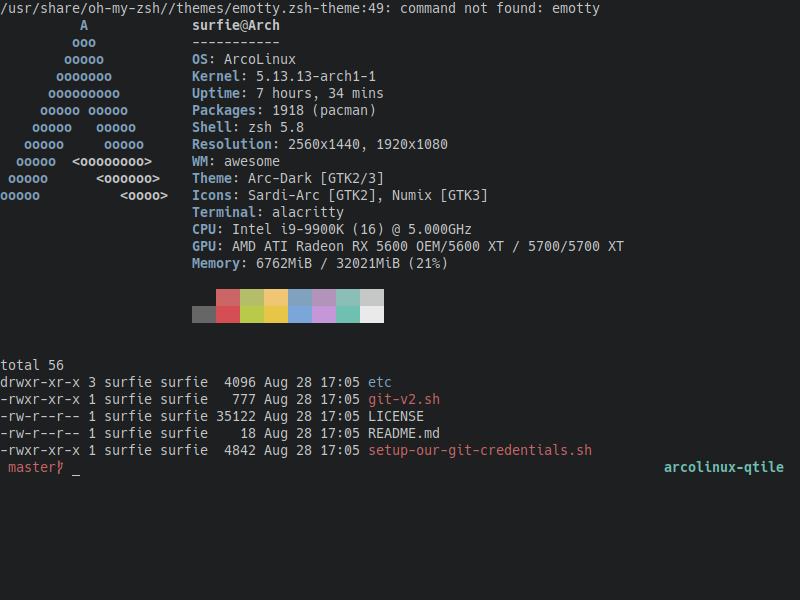 /usr/share/oh-my-zsh//themes/emotty.zsh-theme:49: command not found: emotty
A surfie@Arch
ooo -----------
ooooo OS: ArcoLinux
ooooooo Kernel: 5.13.13-arch1-1
ooooooooo Uptime: 7 hours, 34 mins
ooooo ooooo Packages: 1918 (pacman)
ooooo ooooo Shell: zsh 5.8
ooooo ooooo Resolution: 2560x1440, 1920x1080
ooooo <oooooooo> WM: awesome
ooooo <oooooo> Theme: Arc-Dark [GTK2/3]
ooooo <oooo> Icons: Sardi-Arc [GTK2], Numix [GTK3]
Terminal: alacritty
CPU: Intel i9-9900K (16) @ 5.000GHz
GPU: AMD ATI Radeon RX 5600 OEM/5600 XT / 5700/5700 XT
Memory: 6762MiB / 32021MiB (21%)
total 56
drwxr-xr-x 3 surfie surfie 4096 Aug 28 17:05 etc
-rwxr-xr-x 1 surfie surfie 777 Aug 28 17:05 git-v2.sh
-rw-r--r-- 1 surfie surfie 35122 Aug 28 17:05 LICENSE
-rw-r--r-- 1 surfie surfie 18 Aug 28 17:05 README.md
-rwxr-xr-x 1 surfie surfie 4842 Aug 28 17:05 setup-our-git-credentials.sh
master _ arcolinux-qtile